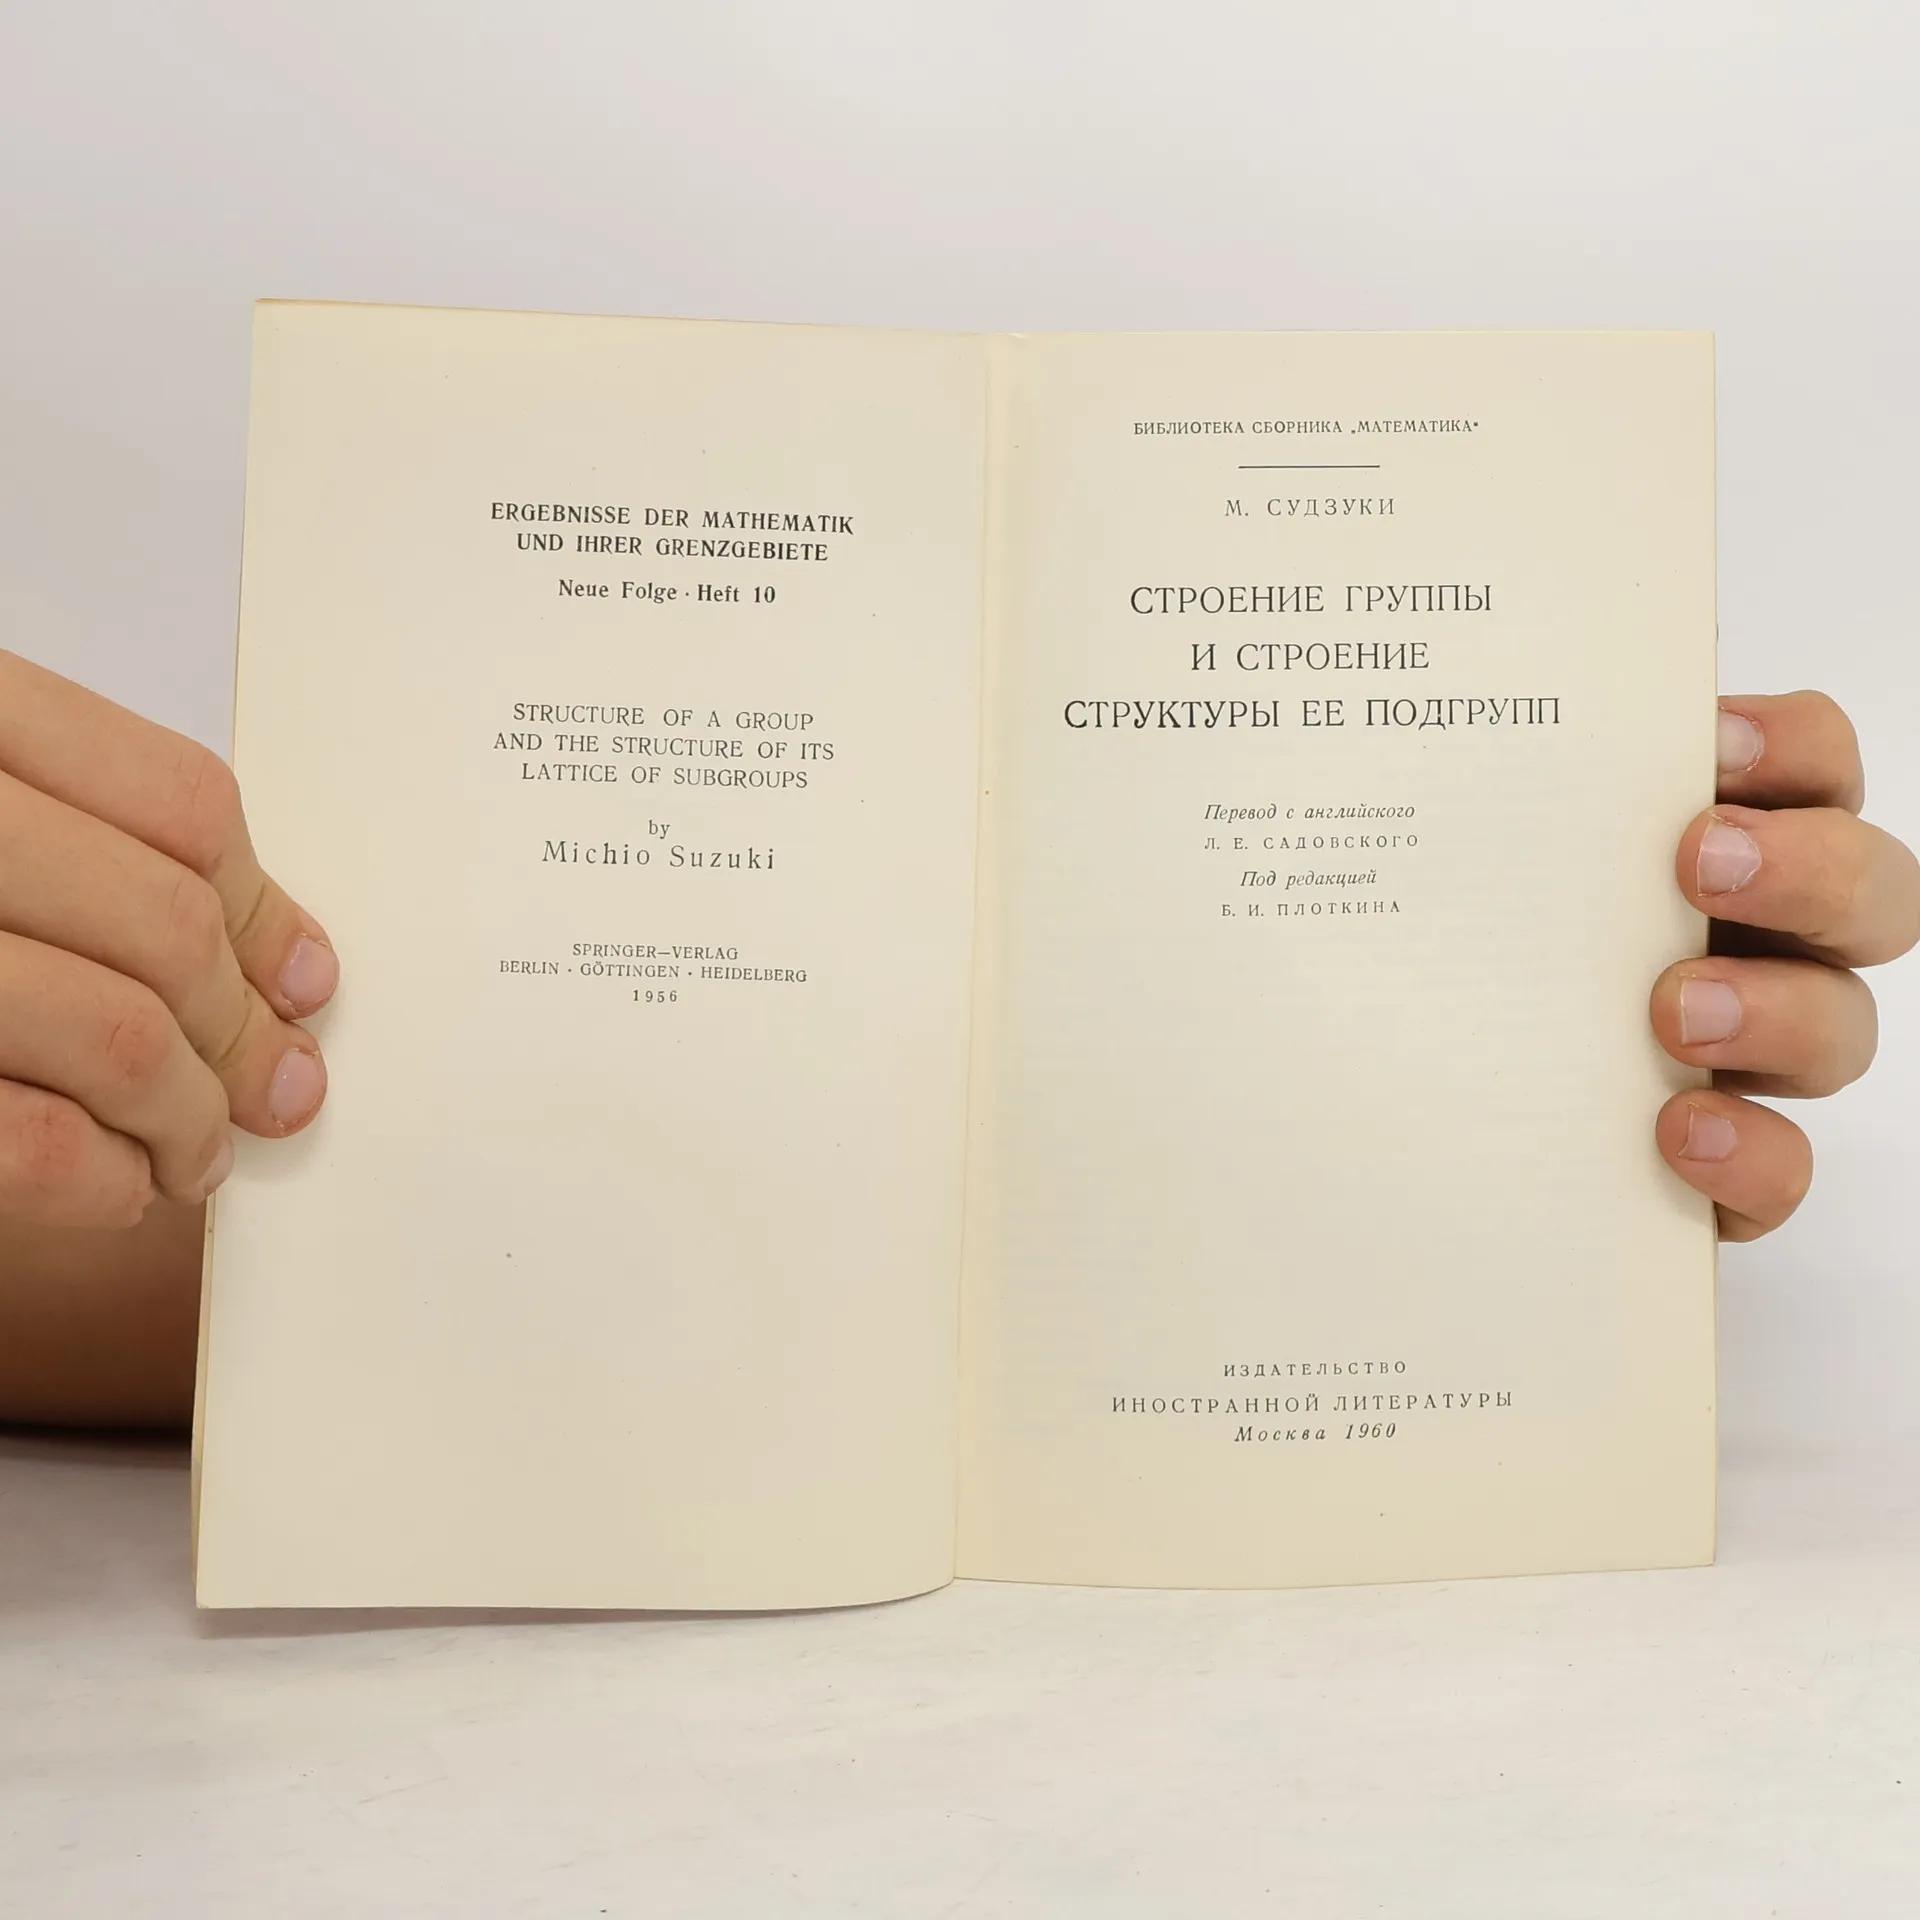 ERGEBNISSE DER MATHEMATIK
UND IHRER GRENZGEBIETE
Neue Folge · Heft 10
STRUCTURE OF A GROUP
AND THE STRUCTURE OF ITS
LATTICE OF SUBGROUPS
by
Michio Suzuki
SPRINGER—VERLAG
BERLIN · GÖTTINGEN · HEIDELBERG
1956
БИБЛИОТЕКА СБОРНИКА „МАТЕМАТИКА“
М. СУДЗУКИ
СТРОЕНИЕ ГРУППЫ
И СТРОЕНИЕ
СТРУКТУРЫ ЕЕ ПОДГРУПП
Перевод с английского
Л. Е. САДОВСКОГО
Под редакцией
Б. И. ПЛОТКИНА
ИЗДАТЕЛЬСТВО
ИНОСТРАННОЙ ЛИТЕРАТУРЫ
Москва 1960